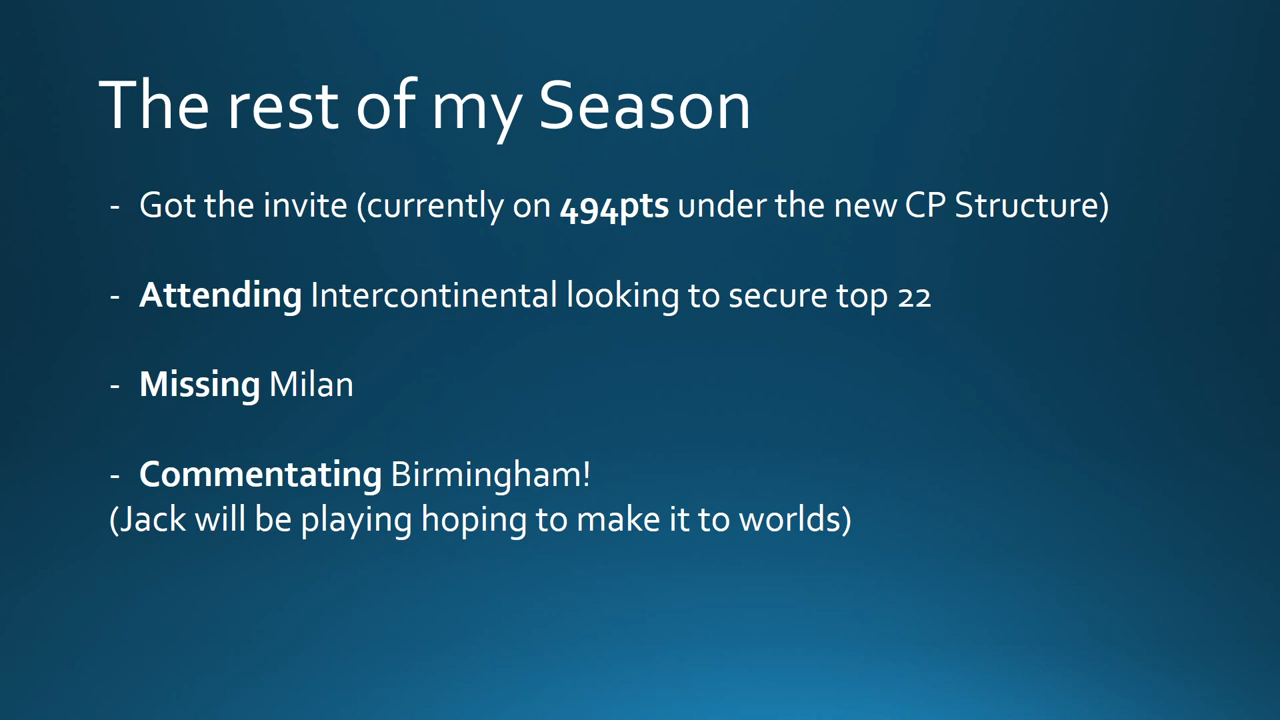 The rest of my Season
- Got the invite (currently on 494pts under the new CP Structure)
- Attending Intercontinental looking to secure top 22
- Missing Milan
- Commentating Birmingham!
(Jack will be playing hoping to make it to worlds)